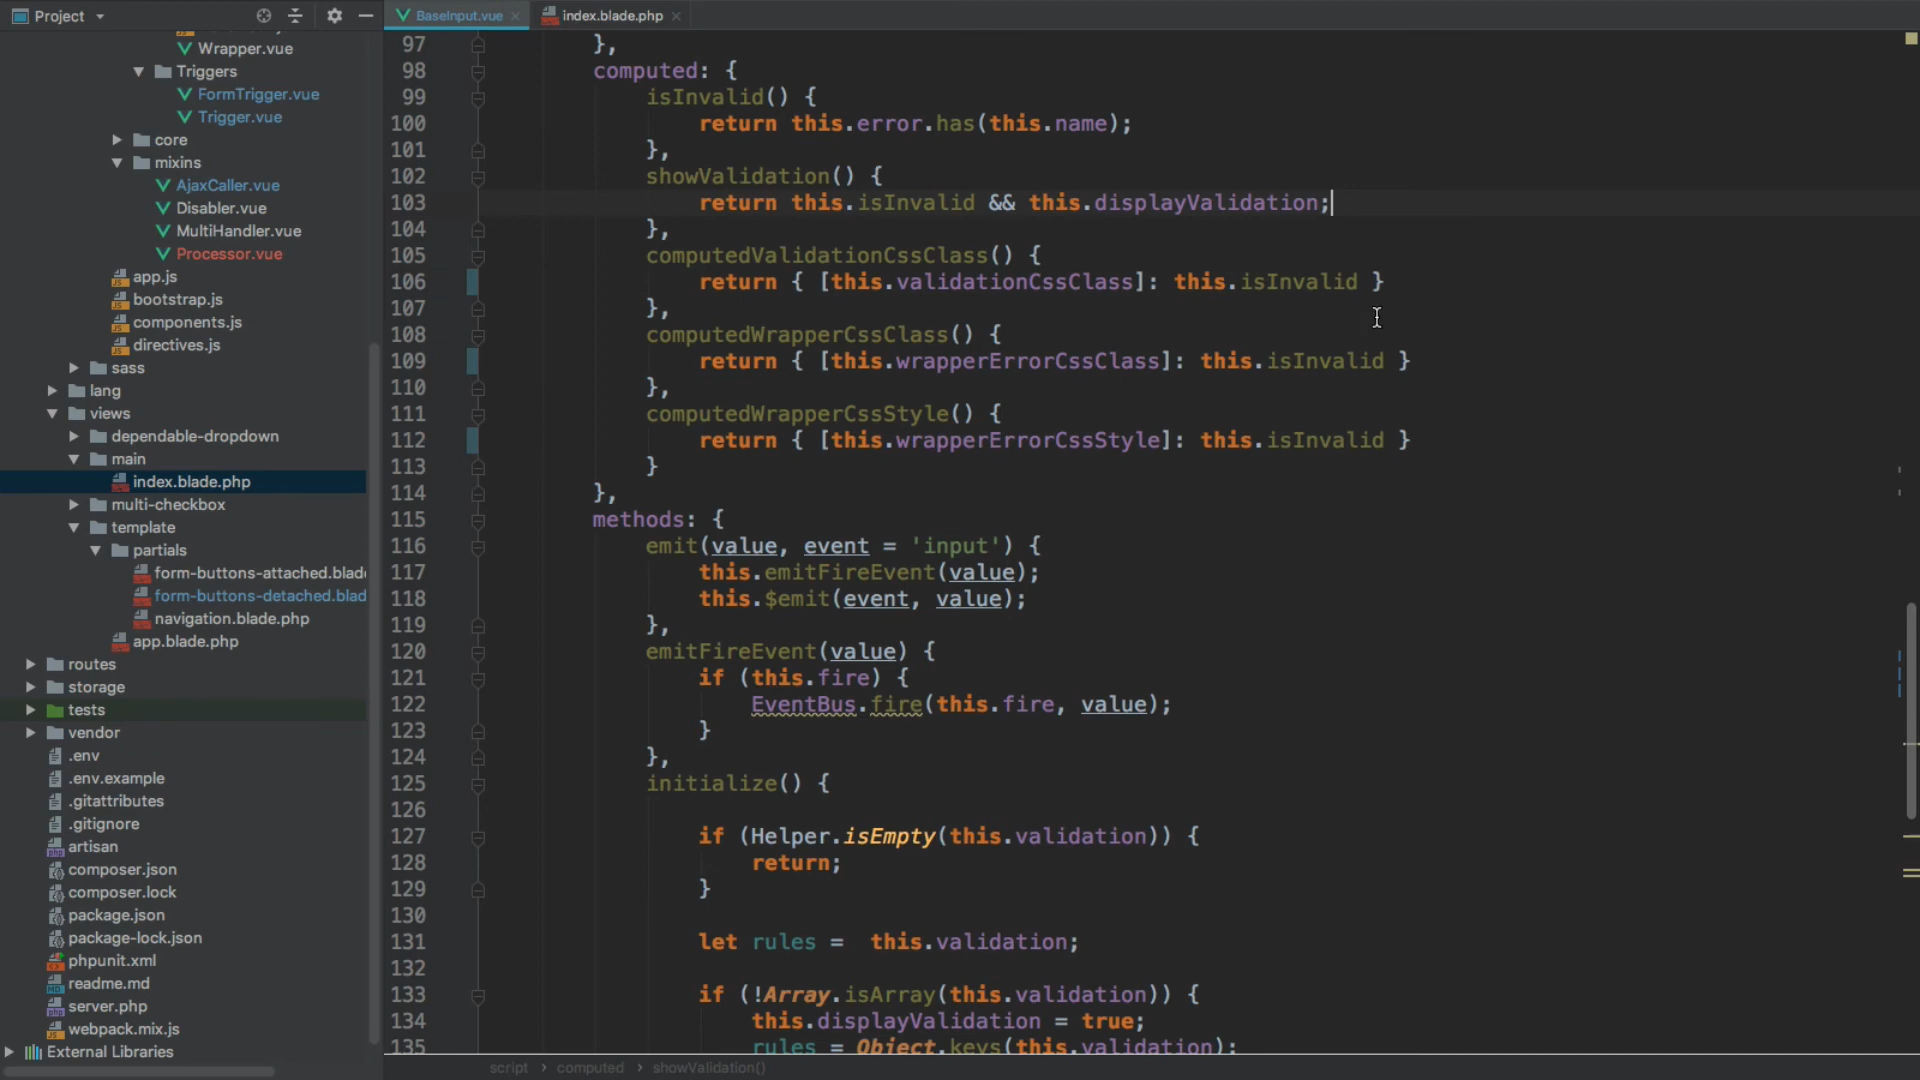 Project
BaseInput.vue
index.blade.php
Wrapper.vue
Triggers
FormTrigger.vue
Trigger.vue
core
mixins
AjaxCaller.vue
Disabler.vue
MultiHandler.vue
Processor.vue
app.js
bootstrap.js
components.js
directives.js
sass
lang
views
dependable-dropdown
main
index.blade.php
multi-checkbox
template
partials
form-buttons-attached.blad
form-buttons-detached.blad
navigation.blade.php
app.blade.php
routes
storage
tests
vendor
.env
.env.example
.gitattributes
.gitignore
artisan
composer.json
composer.lock
package.json
package-lock.json
phpunit.xml
readme.md
server.php
webpack.mix.js
External Libraries
97 },
98 computed: {
99 isInvalid() {
100 return this.error.has(this.name);
101 },
102 showValidation() {
103 return this.isInvalid && this.displayValidation;
104 },
105 computedValidationCssClass() {
106 return { [this.validationCssClass]: this.isInvalid }
107 },
108 computedWrapperCssClass() {
109 return { [this.wrapperErrorCssClass]: this.isInvalid }
110 },
111 computedWrapperCssStyle() {
112 return { [this.wrapperErrorCssStyle]: this.isInvalid }
113 }
114 },
115 methods: {
116 emit(value, event = 'input') {
117 this.emitFireEvent(value);
118 this.$emit(event, value);
119 },
120 emitFireEvent(value) {
121 if (this.fire) {
122 EventBus.fire(this.fire, value);
123 }
124 },
125 initialize() {
126
127 if (Helper.isEmpty(this.validation)) {
128 return;
129 }
130
131 let rules =  this.validation;
132
133 if (!Array.isArray(this.validation)) {
134 this.displayValidation = true;
135 rules = Object.keys(this.validation);
script › computed › showValidation()